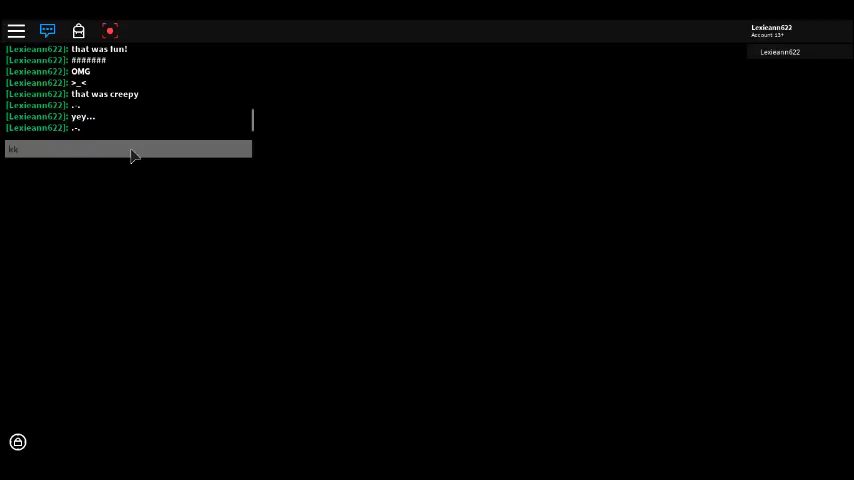 Lexieann622
Account 13+
Lexieann622
[Lexieann622]: that was fun!
[Lexieann622]: #######
[Lexieann622]: OMG
[Lexieann622]: >_<
[Lexieann622]: that was creepy
[Lexieann622]: .-.
[Lexieann622]: yey...
[Lexieann622]: .-.
kk